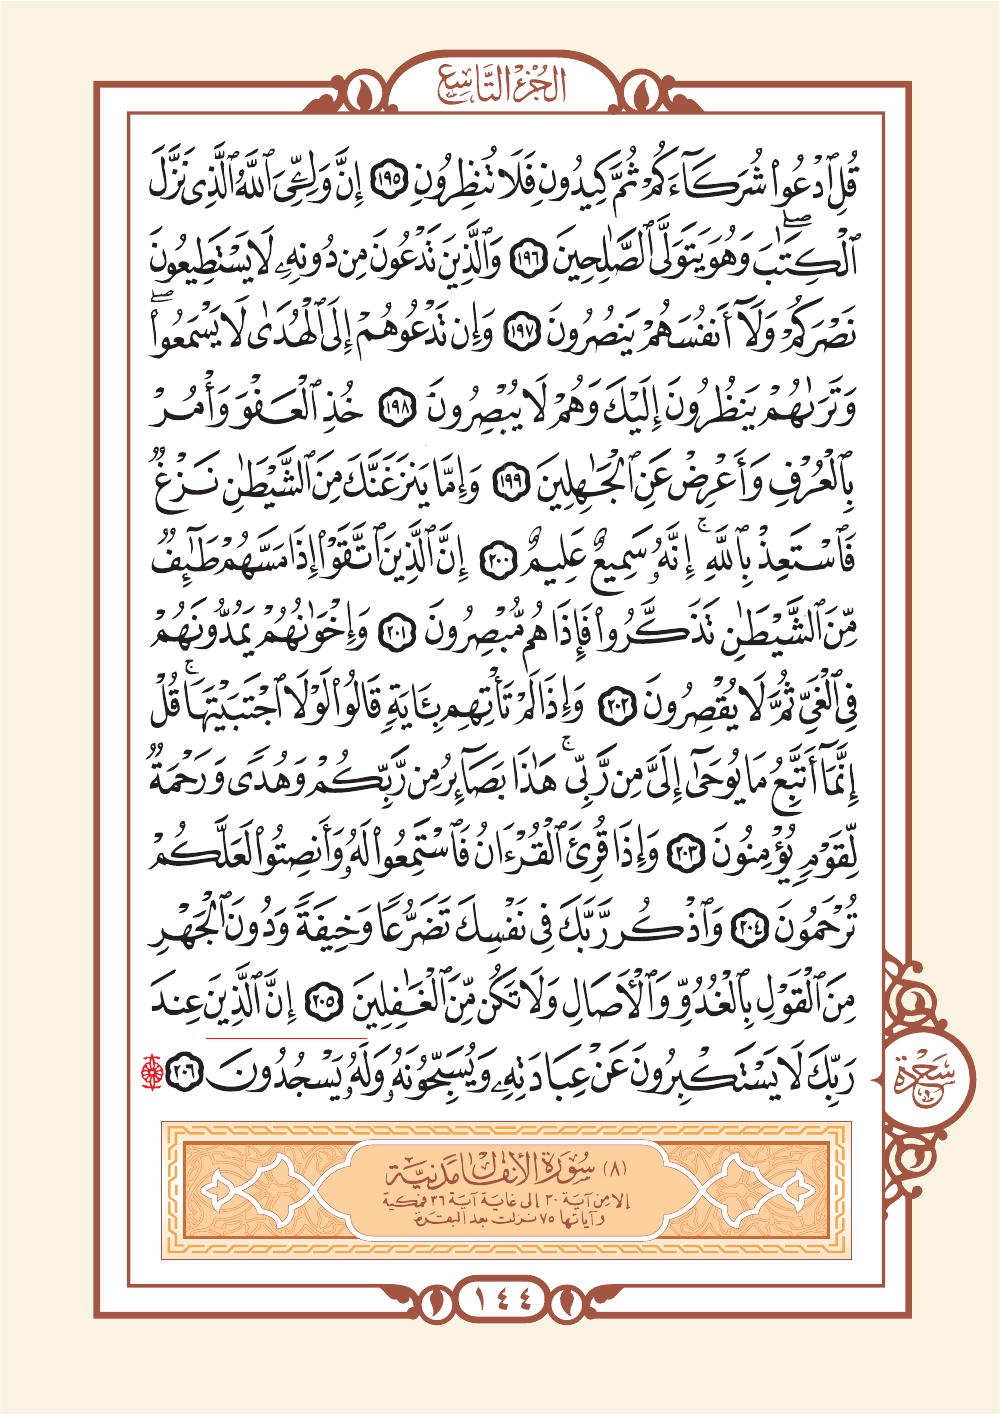 الجزء التاسع
قُلِ ٱدْعُوا۟ شُرَكَآءَكُمْ ثُمَّ كِيدُونِ فَلَا تُنظِرُونِ ١٩٥ إِنَّ وَلِـِّۧىَ ٱللَّهُ ٱلَّذِى نَزَّلَ
ٱلْكِتَٰبَ ۖ وَهُوَ يَتَوَلَّى ٱلصَّٰلِحِينَ ١٩٦ وَٱلَّذِينَ تَدْعُونَ مِن دُونِهِۦ لَا يَسْتَطِيعُونَ
نَصْرَكُمْ وَلَآ أَنفُسَهُمْ يَنصُرُونَ ١٩٧ وَإِن تَدْعُوهُمْ إِلَى ٱلْهُدَىٰ لَا يَسْمَعُوا۟ ۖ
وَتَرَىٰهُمْ يَنظُرُونَ إِلَيْكَ وَهُمْ لَا يُبْصِرُونَ ١٩٨ خُذِ ٱلْعَفْوَ وَأْمُرْ
بِٱلْعُرْفِ وَأَعْرِضْ عَنِ ٱلْجَٰهِلِينَ ١٩٩ وَإِمَّا يَنزَغَنَّكَ مِنَ ٱلشَّيْطَٰنِ نَزْغٌ
فَٱسْتَعِذْ بِٱللَّهِ ۚ إِنَّهُۥ سَمِيعٌ عَلِيمٌ ٢٠٠ إِنَّ ٱلَّذِينَ ٱتَّقَوْا۟ إِذَا مَسَّهُمْ طَٰٓئِفٌ
مِّنَ ٱلشَّيْطَٰنِ تَذَكَّرُوا۟ فَإِذَا هُم مُّبْصِرُونَ ٢٠١ وَإِخْوَٰنُهُمْ يَمُدُّونَهُمْ
فِى ٱلْغَىِّ ثُمَّ لَا يُقْصِرُونَ ٢٠٢ وَإِذَا لَمْ تَأْتِهِم بِـَٔايَةٍ قَالُوا۟ لَوْلَا ٱجْتَبَيْتَهَا ۚ قُلْ
إِنَّمَآ أَتَّبِعُ مَا يُوحَىٰٓ إِلَىَّ مِن رَّبِّى ۚ هَٰذَا بَصَآئِرُ مِن رَّبِّكُمْ وَهُدًى وَرَحْمَةٌ
لِّقَوْمٍ يُؤْمِنُونَ ٢٠٣ وَإِذَا قُرِئَ ٱلْقُرْءَانُ فَٱسْتَمِعُوا۟ لَهُۥ وَأَنصِتُوا۟ لَعَلَّكُمْ
تُرْحَمُونَ ٢٠٤ وَٱذْكُر رَّبَّكَ فِى نَفْسِكَ تَضَرُّعًا وَخِيفَةً وَدُونَ ٱلْجَهْرِ
مِنَ ٱلْقَوْلِ بِٱلْغُدُوِّ وَٱلْءَاصَالِ وَلَا تَكُن مِّنَ ٱلْغَٰفِلِينَ ٢٠٥ إِنَّ ٱلَّذِينَ عِندَ
رَبِّكَ لَا يَسْتَكْبِرُونَ عَنْ عِبَادَتِهِۦ وَيُسَبِّحُونَهُۥ وَلَهُۥ يَسْجُدُونَ ۩ ٢٠٦
سجدة
(٨) سُورَة الأنفال مَدَنيّة
إلا من آية ٣٠ إلى غاية آية ٣٦ فمكية
وآياتها ٧٥ نزلت بعد البقرة
١٤٤